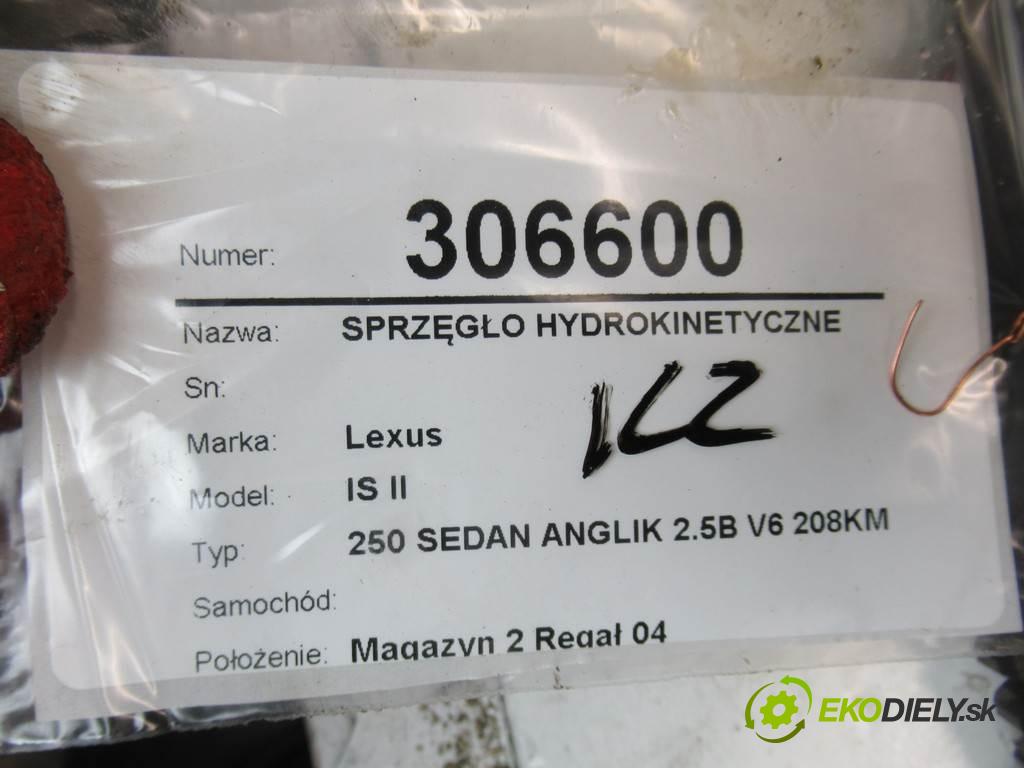 Numer: 306600
Nazwa: SPRZĘGŁO HYDROKINETYCZNE
Sn:
Marka: Lexus
Model: IS II
Typ: 250 SEDAN ANGLIK 2.5B V6 208KM
Samochód:
Położenie: Magazyn 2 Regał 04
EKODIELY.sk